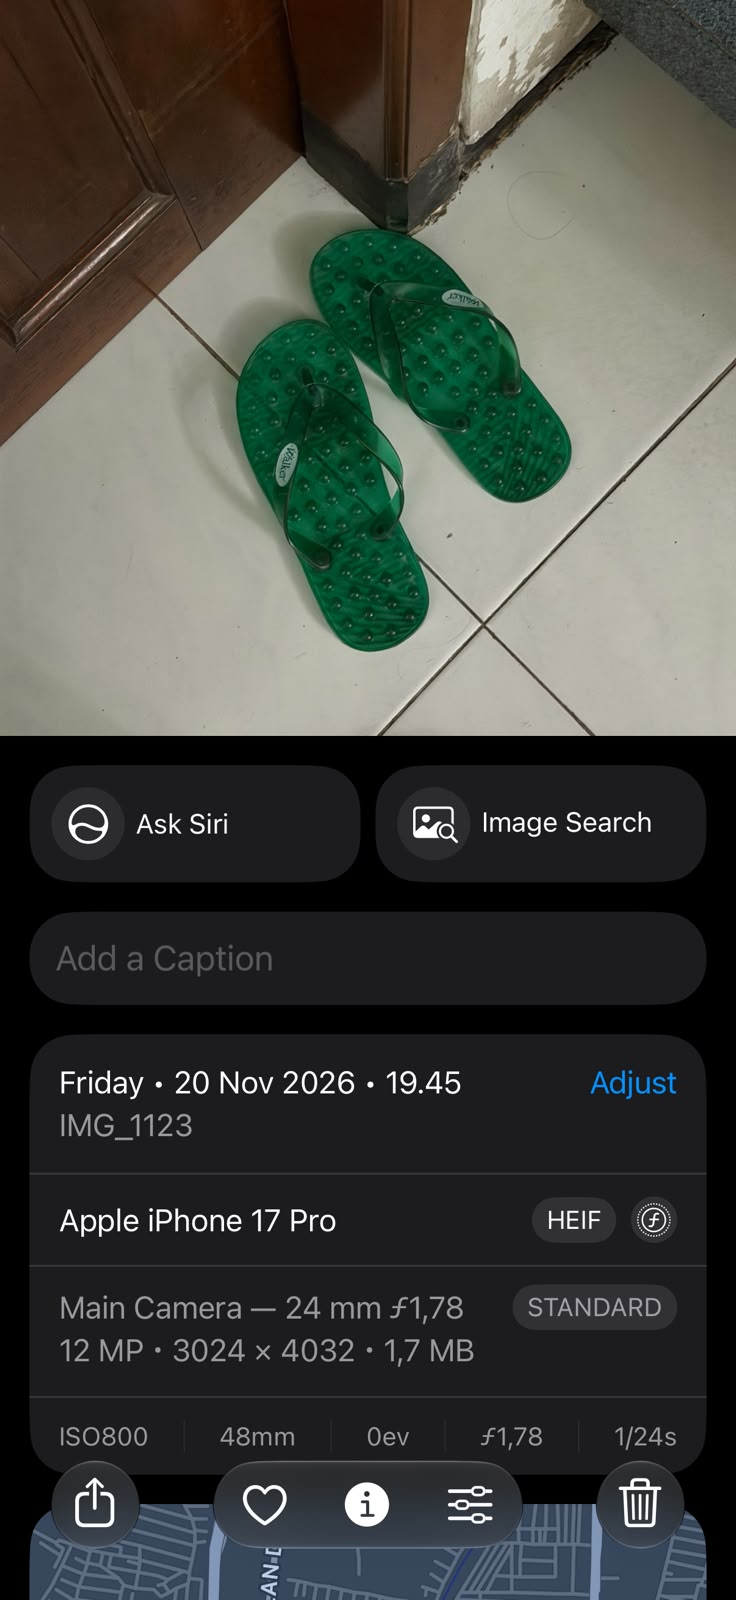 Walker
Walker
Ask Siri
Image Search
Add a Caption
Friday • 20 Nov 2026 • 19.45
Adjust
IMG_1123
Apple iPhone 17 Pro
HEIF
Main Camera — 24 mm ƒ1,78
STANDARD
12 MP • 3024 × 4032 • 1,7 MB
ISO800
48mm
0ev
ƒ1,78
1/24s